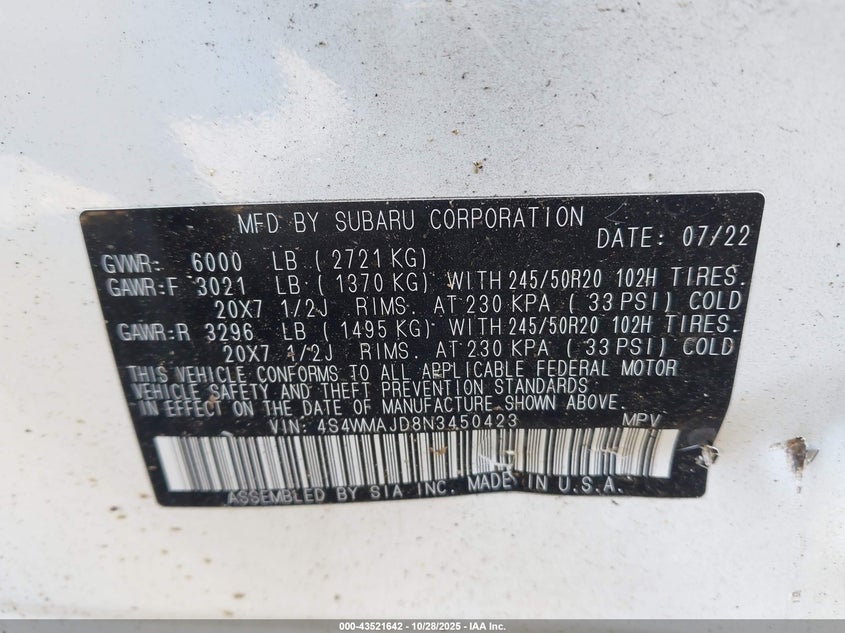 MFD BY SUBARU CORPORATION
DATE: 07/22
GVWR: 6000 LB ( 2721 KG)
GAWR:F 3021 LB ( 1370 KG) WITH 245/50R20 102H TIRES.
20X7 1/2J RIMS. AT 230 KPA ( 33 PSI) COLD
GAWR:R 3296 LB ( 1495 KG) WITH 245/50R20 102H TIRES.
20X7 1/2J RIMS. AT 230 KPA ( 33 PSI) COLD
THIS VEHICLE CONFORMS TO ALL APPLICABLE FEDERAL MOTOR
VEHICLE SAFETY AND THEFT PREVENTION STANDARDS
IN EFFECT ON THE DATE OF MANUFACTURE SHOWN ABOVE.
VIN: 4S4WMAJD8N3450423 MPV
ASSEMBLED BY SIA INC. MADE IN U.S.A.
000-43521642 | 10/28/2025 | IAA Inc.